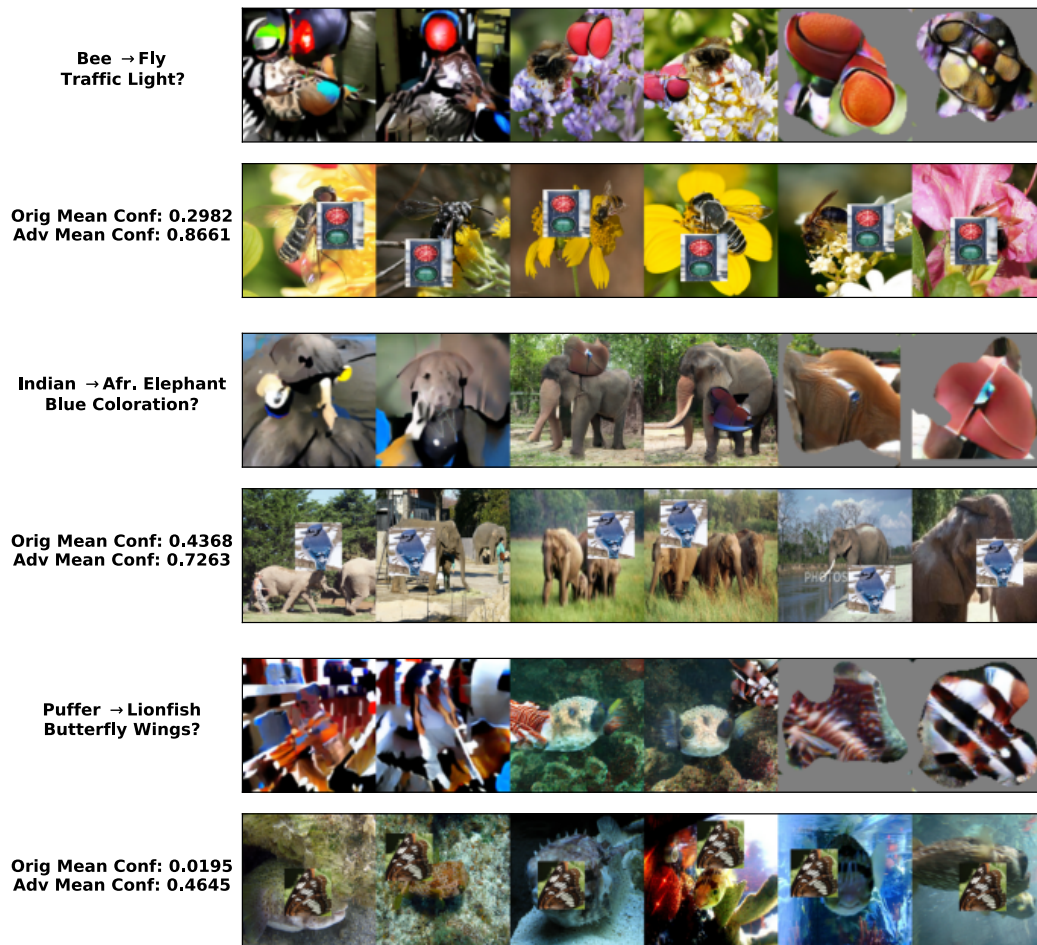 Bee → Fly
Traffic Light?
Orig Mean Conf: 0.2982
Adv Mean Conf: 0.8661
Indian → Afr. Elephant
Blue Coloration?
Orig Mean Conf: 0.4368
Adv Mean Conf: 0.7263
PHOTOS
Puffer → Lionfish
Butterfly Wings?
Orig Mean Conf: 0.0195
Adv Mean Conf: 0.4645